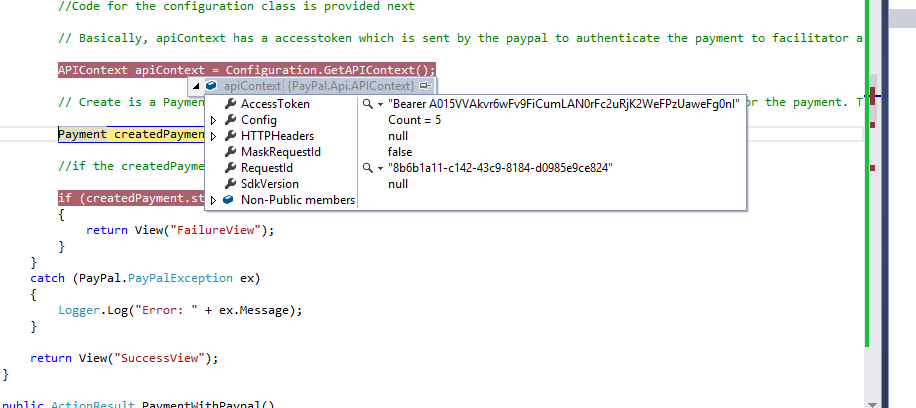 //Code for the configuration class is provided next
// Basically, apiContext has a accesstoken which is sent by the paypal to authenticate the payment to facilitator a
APIContext apiContext = Configuration.GetAPIContext();
apiContext {PayPal.Api.APIContext}
// Create is a Paymen or the payment. T
AccessToken "Bearer A015VVAkvr6wFv9FiCumLAN0rFc2uRjK2WeFPzUaweFg0nI"
Config Count = 5
Payment createdPaymen
HTTPHeaders null
MaskRequestId false
//if the createdPayme
RequestId "8b6b1a11-c142-43c9-8184-d0985e9ce824"
SdkVersion null
if (createdPayment.st
Non-Public members
{
return View("FailureView");
}
}
catch (PayPal.PayPalException ex)
{
Logger.Log("Error: " + ex.Message);
}
return View("SuccessView");
}
public ActionResult PaymentWithPaypal()